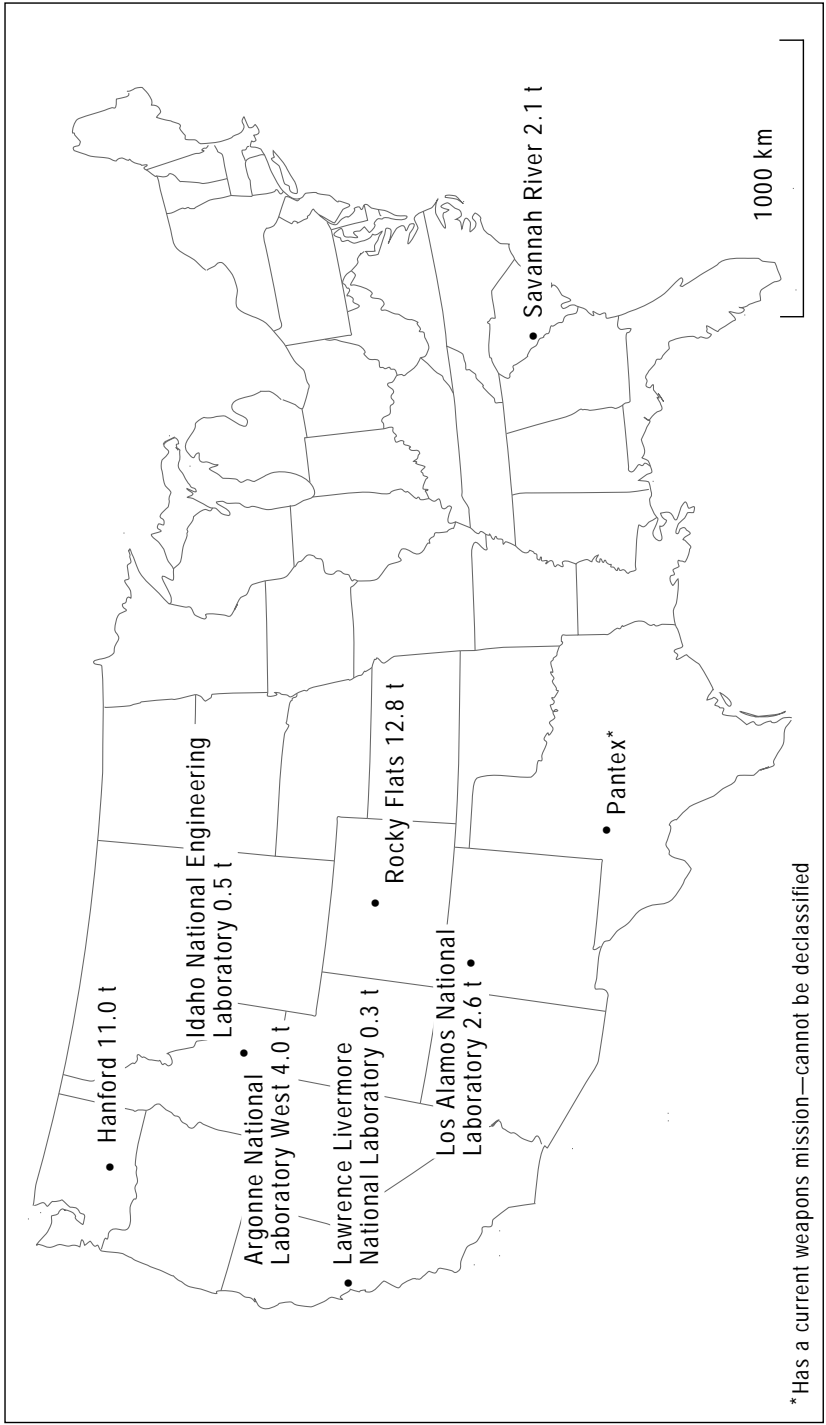 Hanford 11.0 t
Idaho National Engineering
Laboratory 0.5 t
Argonne National
Laboratory West 4.0 t
Lawrence Livermore
National Laboratory 0.3 t
Rocky Flats 12.8 t
Los Alamos National
Laboratory 2.6 t
Pantex*
Savannah River 2.1 t
1000 km
*Has a current weapons mission—cannot be declassified